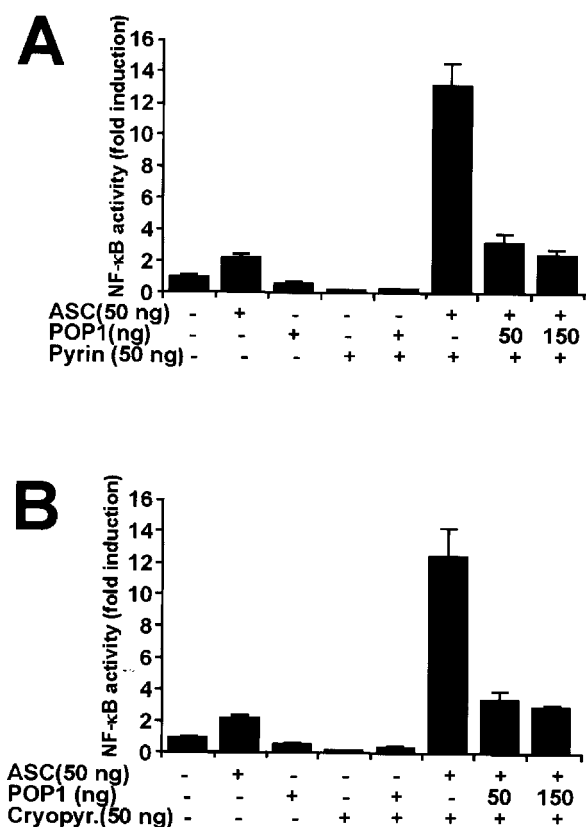 A
NF-κB activity (fold induction)
16
14
12
10
8
6
4
2
0
ASC(50 ng) - + - - - + + +
POP1(ng) - - + - + - 50 150
Pyrin (50 ng) - - - + + + + +
B
NF-κB activity (fold induction)
16
14
12
10
8
6
4
2
0
ASC(50 ng) - + - - - + + +
POP1 (ng) - - + - + - 50 150
Cryopyr.(50 ng) - - - + + + + +